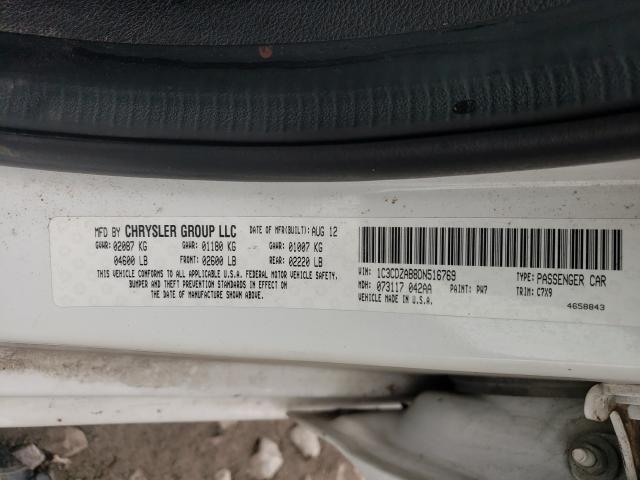 MFD BY CHRYSLER GROUP LLC DATE OF MFR(BUILT): AUG 12
GVWR: 02087 KG GAWR: 01180 KG GAWR: 01007 KG
04600 LB FRONT: 02600 LB REAR: 02220 LB
THIS VEHICLE CONFORMS TO ALL APPLICABLE U.S.A. FEDERAL MOTOR VEHICLE SAFETY,
BUMPER AND THEFT PREVENTION STANDARDS IN EFFECT ON
THE DATE OF MANUFACTURE SHOWN ABOVE.
VIN: 1C3CDZAB8DN516769 TYPE: PASSENGER CAR
MDH: 073117 042AA PAINT: PW7 TRIM: C7X9
VEHICLE MADE IN U.S.A.
4658843